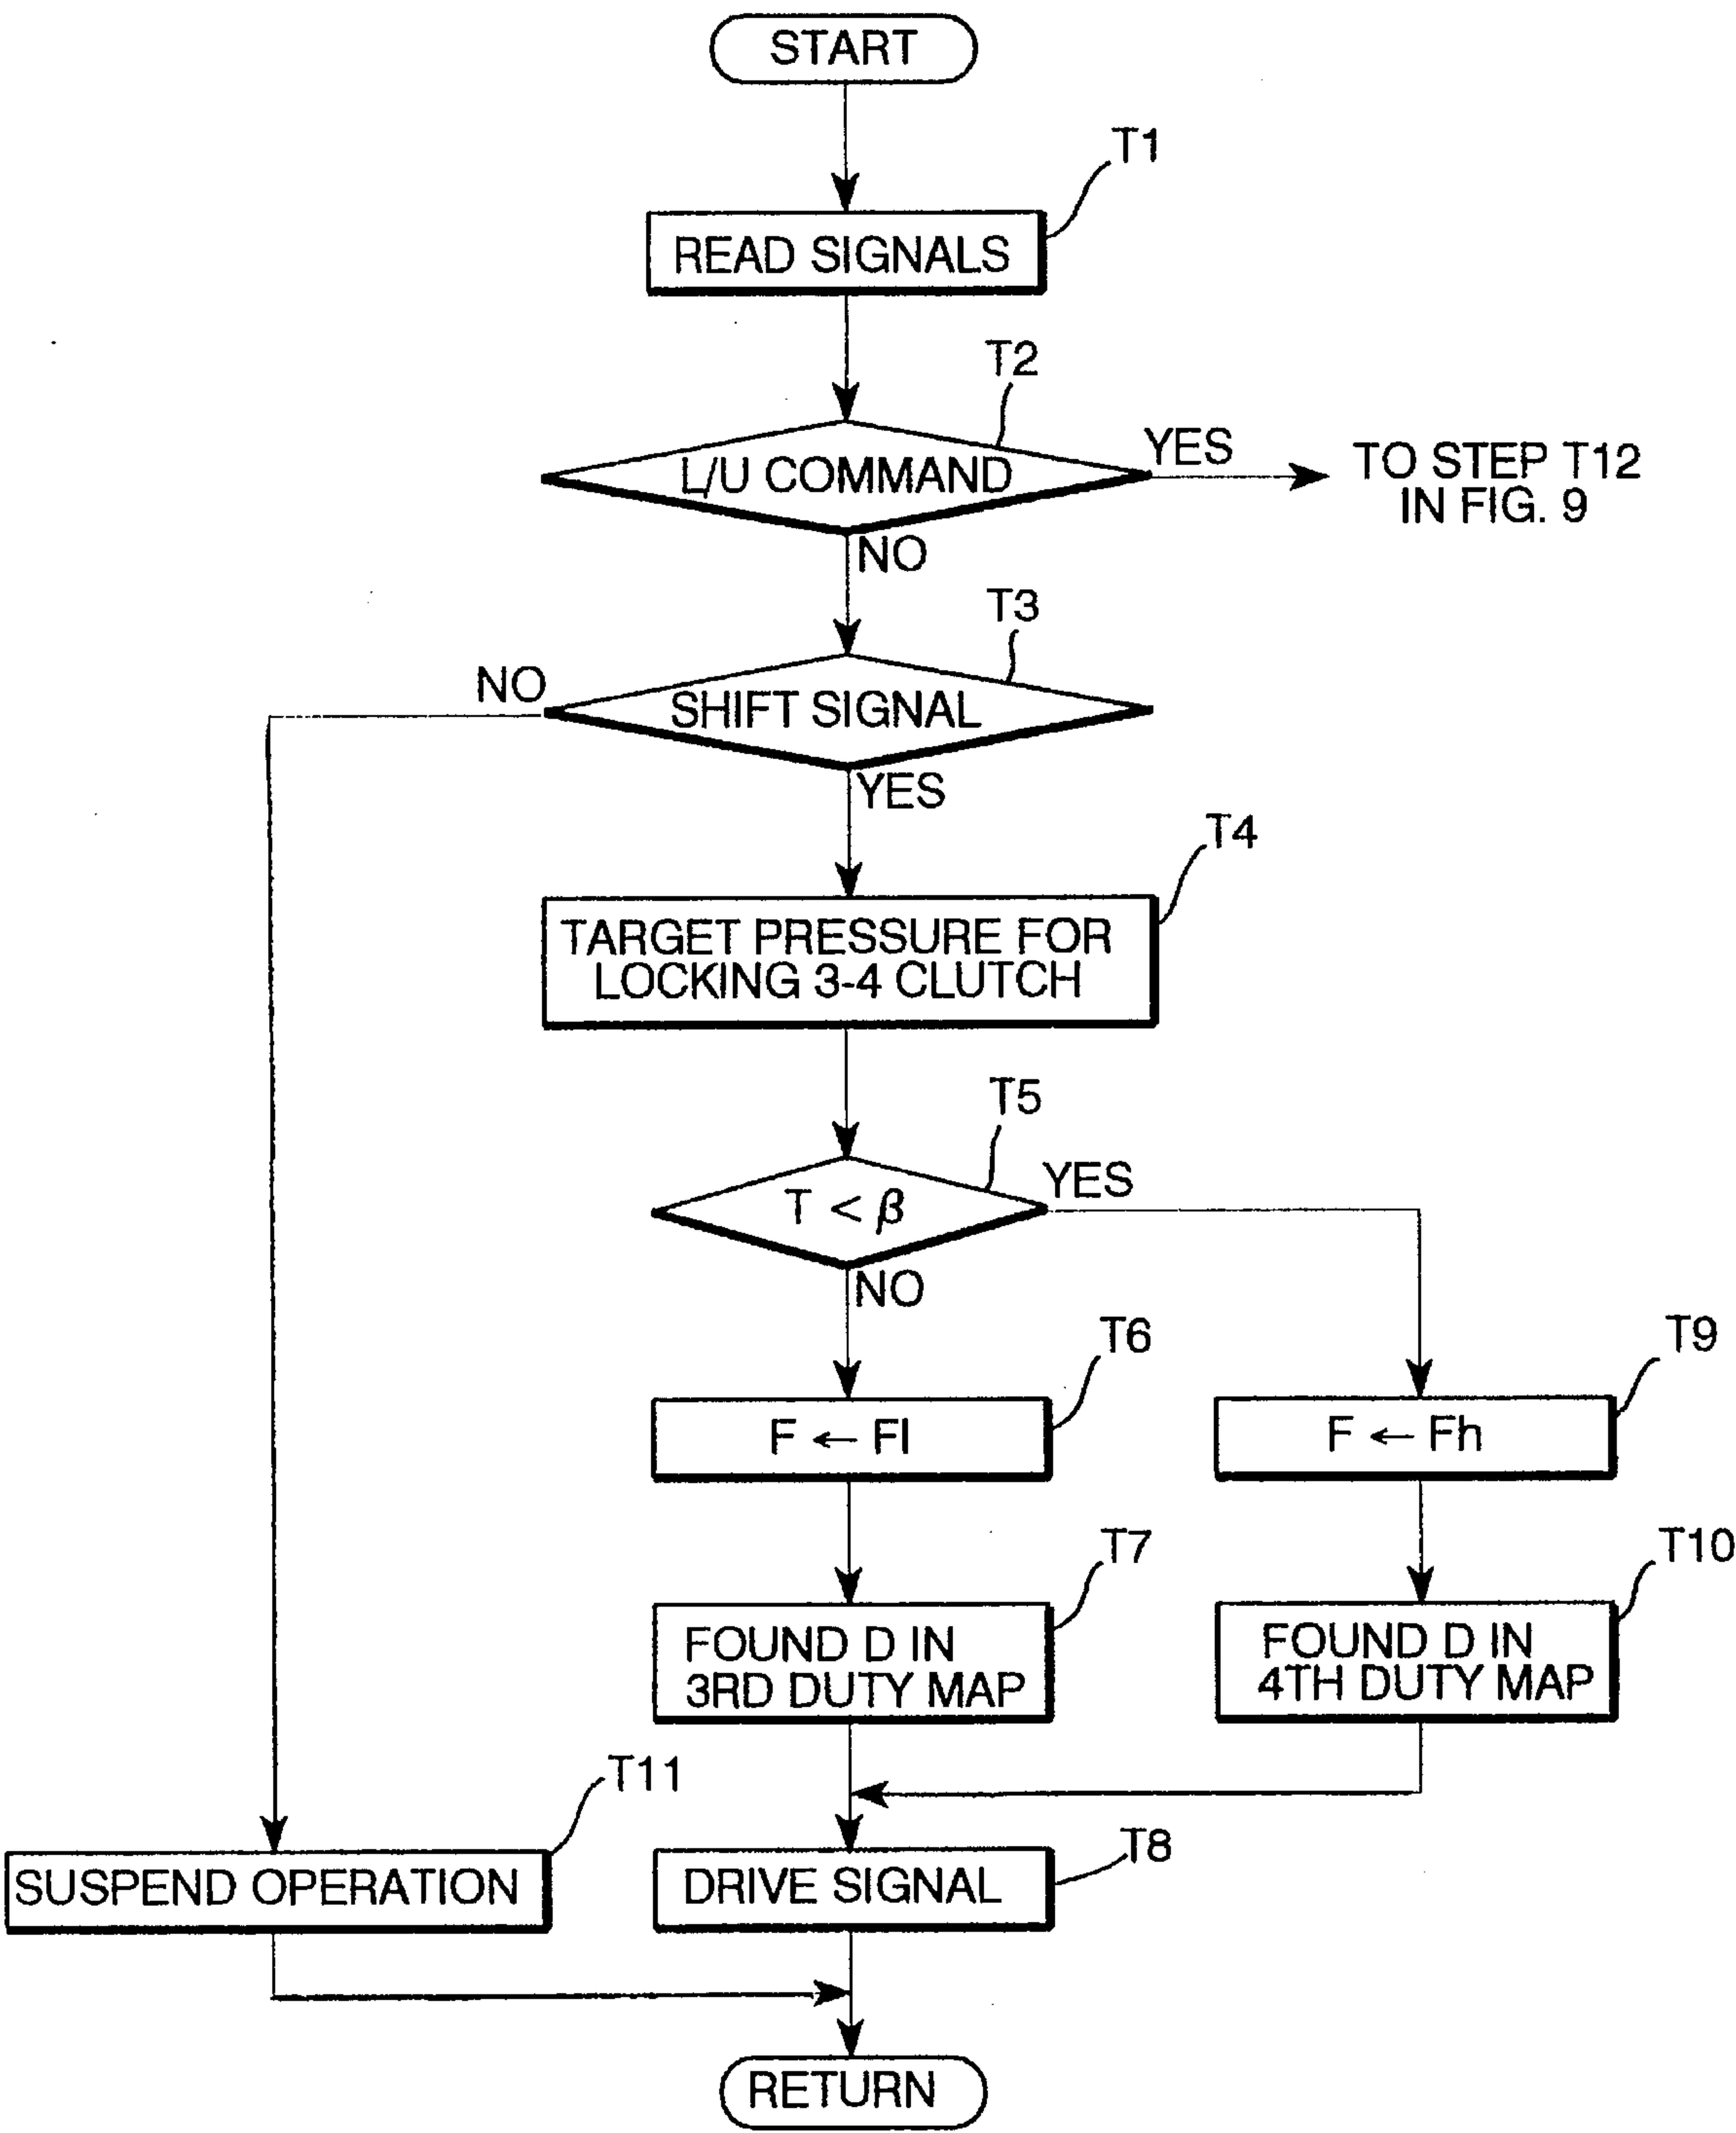 START
T1
READ SIGNALS
T2
L/U COMMAND
YES
TO STEP T12
IN FIG. 9
NO
T3
NO
SHIFT SIGNAL
YES
T4
TARGET PRESSURE FOR
LOCKING 3-4 CLUTCH
T5
T < β
YES
NO
T6
F ← Fl
T9
F ← Fh
T7
FOUND D IN
3RD DUTY MAP
T10
FOUND D IN
4TH DUTY MAP
T11
SUSPEND OPERATION
T8
DRIVE SIGNAL
RETURN